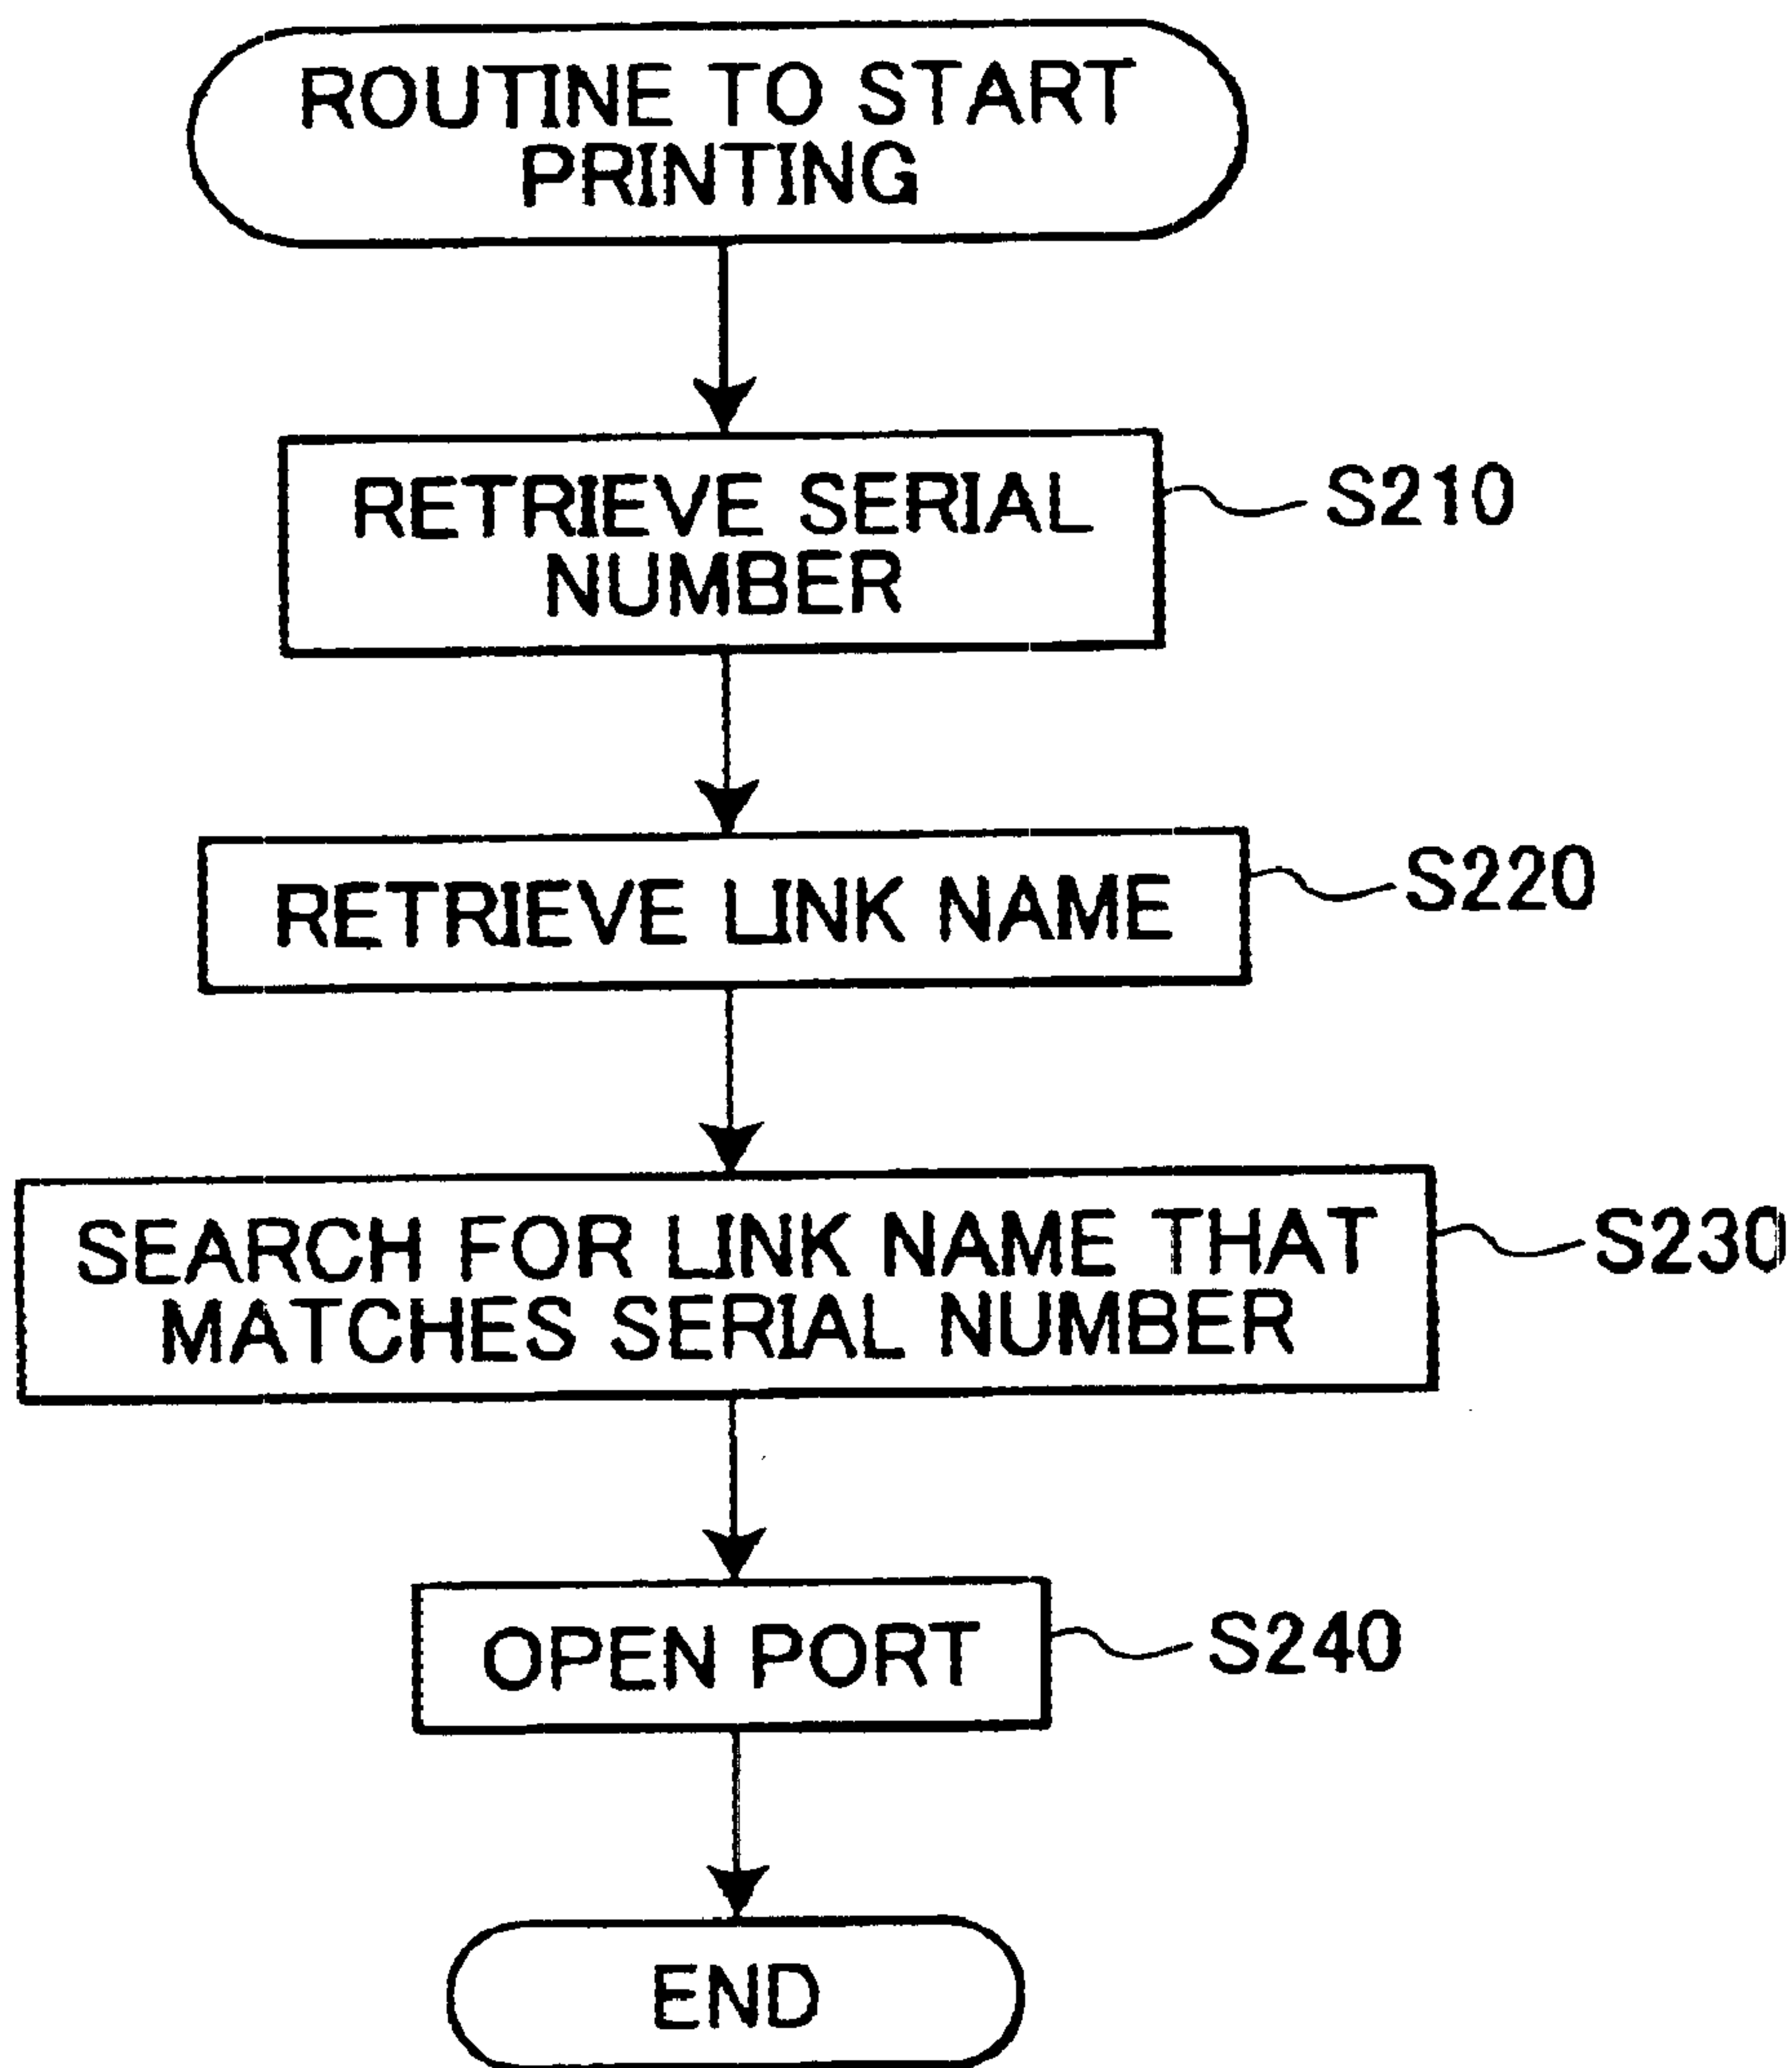 ROUTINE TO START
PRINTING
RETRIEVE SERIAL
NUMBER
S210
RETRIEVE LINK NAME
S220
SEARCH FOR LINK NAME THAT
MATCHES SERIAL NUMBER
S230
OPEN PORT
S240
END